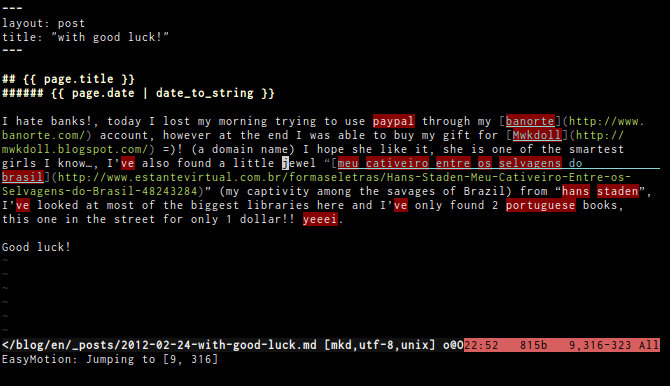 ---
layout: post
title: "with good luck!"
---
## {{ page.title }}
###### {{ page.date | date_to_string }}
I hate banks!, today I lost my morning trying to use paypal through my [banorte](http://www.
banorte.com/) account, however at the end I was able to buy my gift for [Mwkdoll](http://
mwkdoll.blogspot.com/) =)! (a domain name) I hope she like it, she is one of the smartest
girls I know…, I've also found a little jewel "[meu cativeiro entre os selvagens do
brasil](http://www.estantevirtual.com.br/formaseletras/Hans-Staden-Meu-Cativeiro-Entre-os-
Selvagens-do-Brasil-48243284)" (my captivity among the savages of Brazil) from "hans staden",
I've looked at most of the biggest libraries here and I've only found 2 portuguese books,
this one in the street for only 1 dollar!! yeeei.
Good luck!
~
~
~
~
~
~
</blog/en/_posts/2012-02-24-with-good-luck.md [mkd,utf-8,unix] o@O22:52 815b 9,316-323 All
EasyMotion: Jumping to [9, 316]